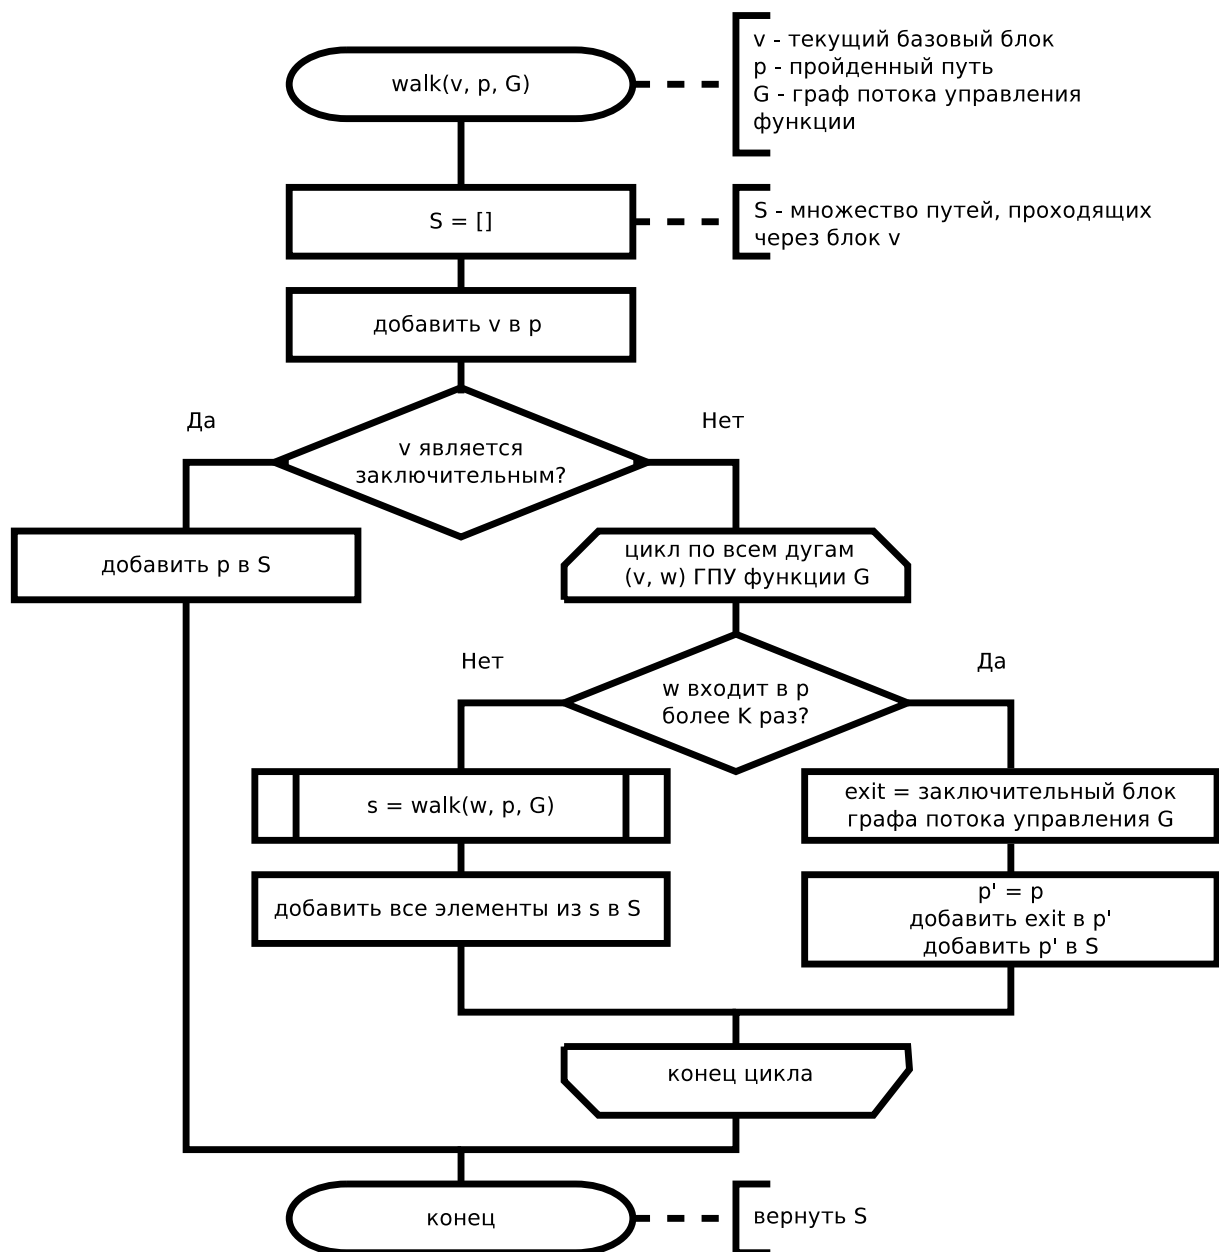 walk(v, p, G)
v - текущий базовый блок
p - пройденный путь
G - граф потока управления
функции
S = []
S - множество путей, проходящих
через блок v
добавить v в p
Да
Нет
v является
заключительным?
добавить p в S
цикл по всем дугам
(v, w) ГПУ функции G
Нет
Да
w входит в p
более K раз?
s = walk(w, p, G)
exit = заключительный блок
графа потока управления G
добавить все элементы из s в S
p' = p
добавить exit в p'
добавить p' в S
конец цикла
конец
вернуть S